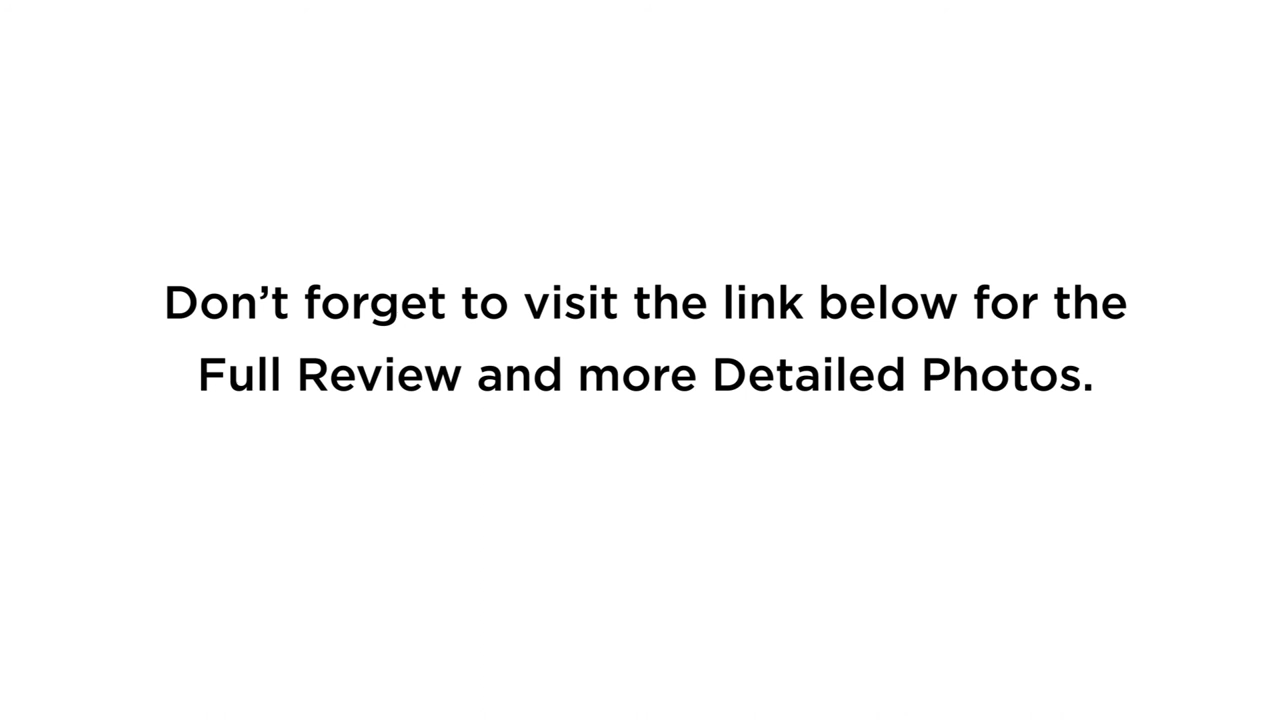 Don’t forget to visit the link below for the
Full Review and more Detailed Photos.